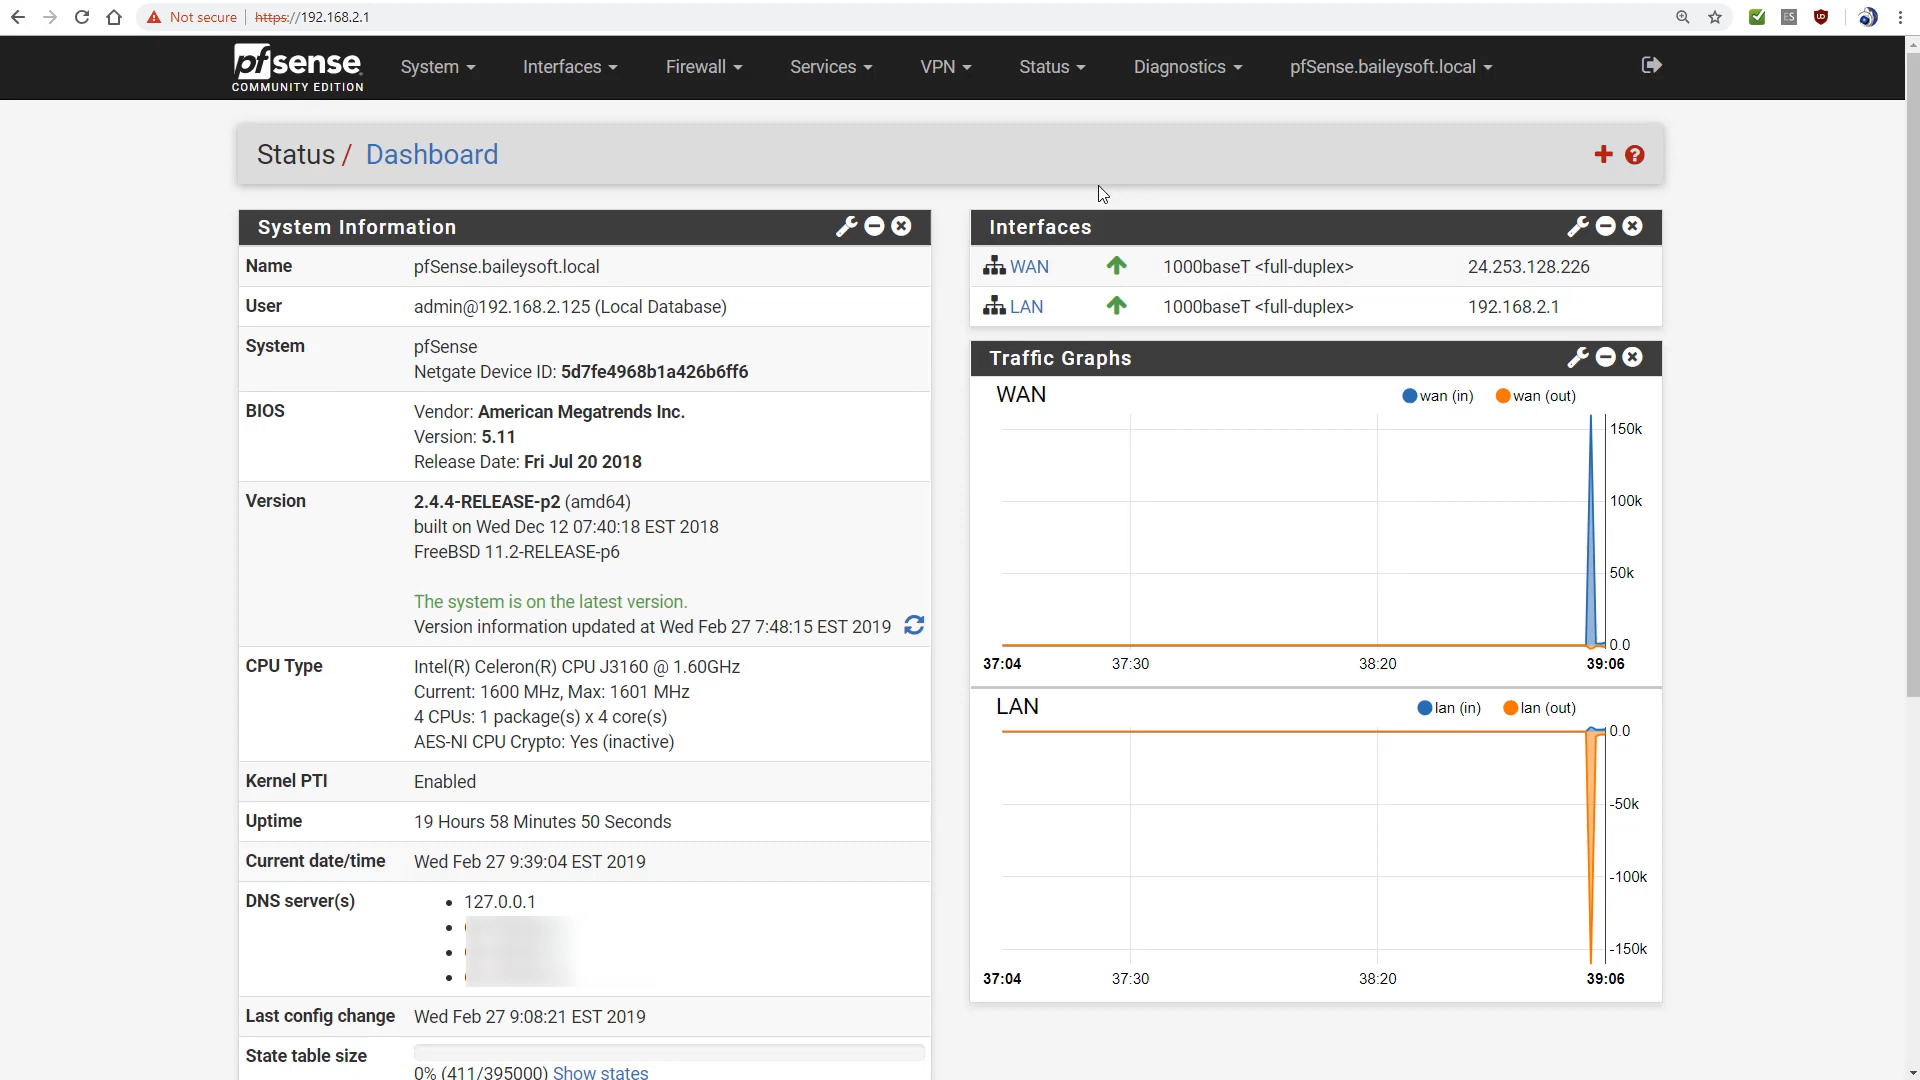 Not secure | https://192.168.2.1
ES
pfsense
COMMUNITY EDITION
System
Interfaces
Firewall
Services
VPN
Status
Diagnostics
pfSense.baileysoft.local
Status / Dashboard
System Information
Name pfSense.baileysoft.local
User admin@192.168.2.125 (Local Database)
System pfSense
Netgate Device ID: 5d7fe4968b1a426b6ff6
BIOS Vendor: American Megatrends Inc.
Version: 5.11
Release Date: Fri Jul 20 2018
Version 2.4.4-RELEASE-p2 (amd64)
built on Wed Dec 12 07:40:18 EST 2018
FreeBSD 11.2-RELEASE-p6
The system is on the latest version.
Version information updated at Wed Feb 27 7:48:15 EST 2019
CPU Type Intel(R) Celeron(R) CPU J3160 @ 1.60GHz
Current: 1600 MHz, Max: 1601 MHz
4 CPUs: 1 package(s) x 4 core(s)
AES-NI CPU Crypto: Yes (inactive)
Kernel PTI Enabled
Uptime 19 Hours 58 Minutes 50 Seconds
Current date/time Wed Feb 27 9:39:04 EST 2019
DNS server(s) • 127.0.0.1
Last config change Wed Feb 27 9:08:21 EST 2019
State table size
0% (411/395000) Show states
Interfaces
WAN 1000baseT <full-duplex> 24.253.128.226
LAN 1000baseT <full-duplex> 192.168.2.1
Traffic Graphs
WAN wan (in) wan (out)
150k
100k
50k
0.0
37:04 37:30 38:20 39:06
LAN lan (in) lan (out)
0.0
-50k
-100k
-150k
37:04 37:30 38:20 39:06